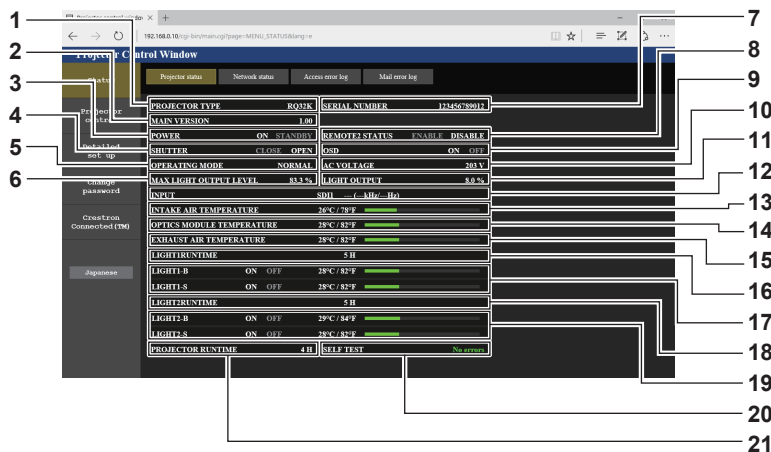 1
2
3
4
5
6
7
8
9
10
11
12
13
14
15
16
17
18
19
20
21
192.168.0.10/cgi-bin/main.cgi?page=MENU_STATUS&lang=e
Projector Control Window
Status
Projector control
Detailed set up
Change password
Crestron Connected(TM)
Japanese
Projector status Network status Access error log Mail error log
PROJECTOR TYPE RQ32K SERIAL NUMBER 123456789012
MAIN VERSION 1.00
POWER ON STANDBY REMOTE2 STATUS ENABLE DISABLE
SHUTTER CLOSE OPEN OSD ON OFF
OPERATING MODE NORMAL AC VOLTAGE 203 V
MAX LIGHT OUTPUT LEVEL 83.3 % LIGHT OUTPUT 8.0 %
INPUT SDI1 --- (---kHz/---Hz)
INTAKE AIR TEMPERATURE 26°C / 78°F
OPTICS MODULE TEMPERATURE 28°C / 82°F
EXHAUST AIR TEMPERATURE 28°C / 82°F
LIGHT1RUNTIME 5 H
LIGHT1-B ON OFF 28°C / 82°F
LIGHT1-S ON OFF 28°C / 82°F
LIGHT2RUNTIME 5 H
LIGHT2-B ON OFF 29°C / 84°F
LIGHT2-S ON OFF 28°C / 82°F
PROJECTOR RUNTIME 4 H SELF TEST No errors